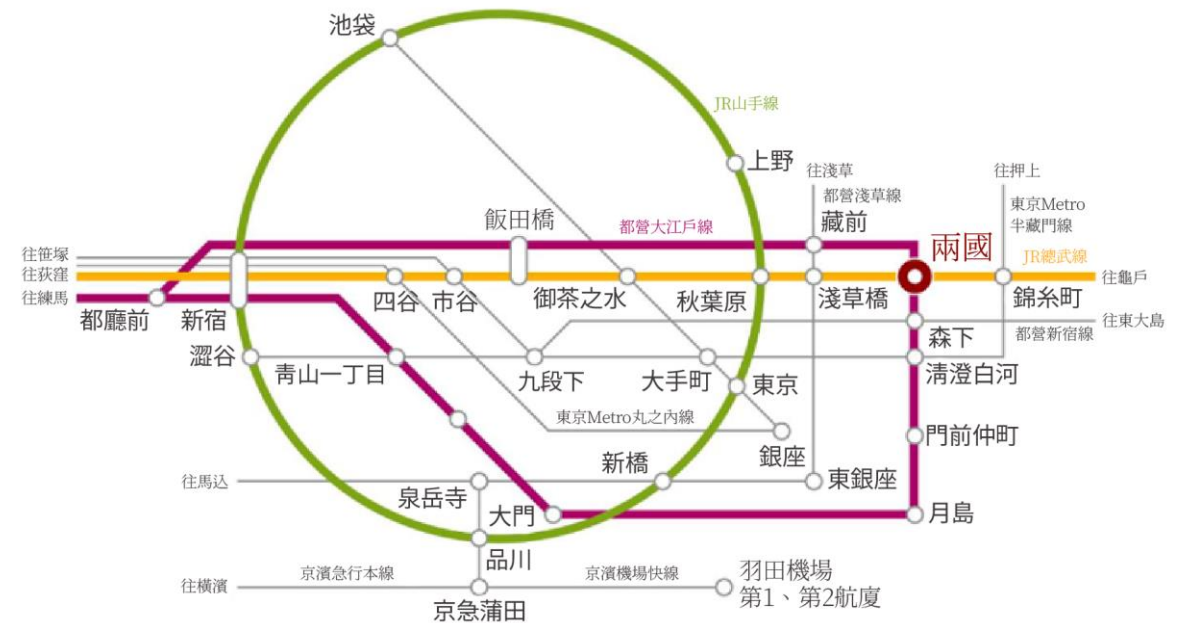 池袋
JR山手線
上野
往淺草
往押上
都營淺草線
東京Metro
半藏門線
飯田橋
都營大江戶線
藏前
兩國
JR總武線
往笹塚
往荻窪
往練馬
往龜戶
四谷
市谷
御茶之水
秋葉原
淺草橋
錦糸町
都廳前
新宿
往東大島
森下
都營新宿線
澀谷
靑山一丁目
九段下
大手町
東京
淸澄白河
東京Metro丸之內線
銀座
門前仲町
新橋
往馬込
泉岳寺
東銀座
大門
月島
品川
往橫濱
京濱急行本線
京濱機場快線
羽田機場
第1、第2航廈
京急蒲田